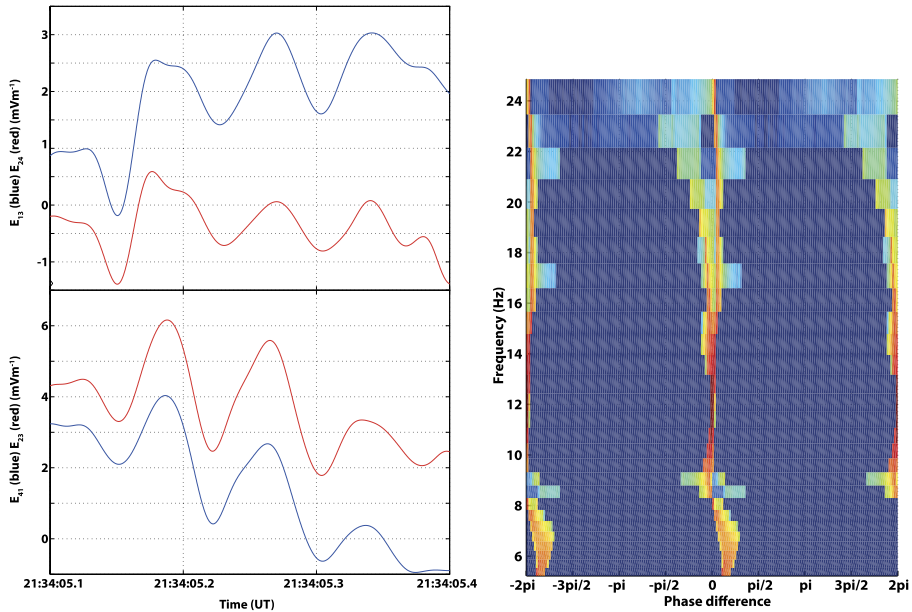 3
2
1
0
-1
E13 (blue) E24 (red) (mVm-1)
6
4
2
0
E41 (blue) E23 (red) (mVm-1)
21:34:05.1
21:34:05.2
21:34:05.3
21:34:05.4
Time (UT)
24
22
20
18
16
14
12
10
8
6
Frequency (Hz)
-2pi
-3pi/2
-pi
-pi/2
0
pi/2
pi
3pi/2
2pi
Phase difference